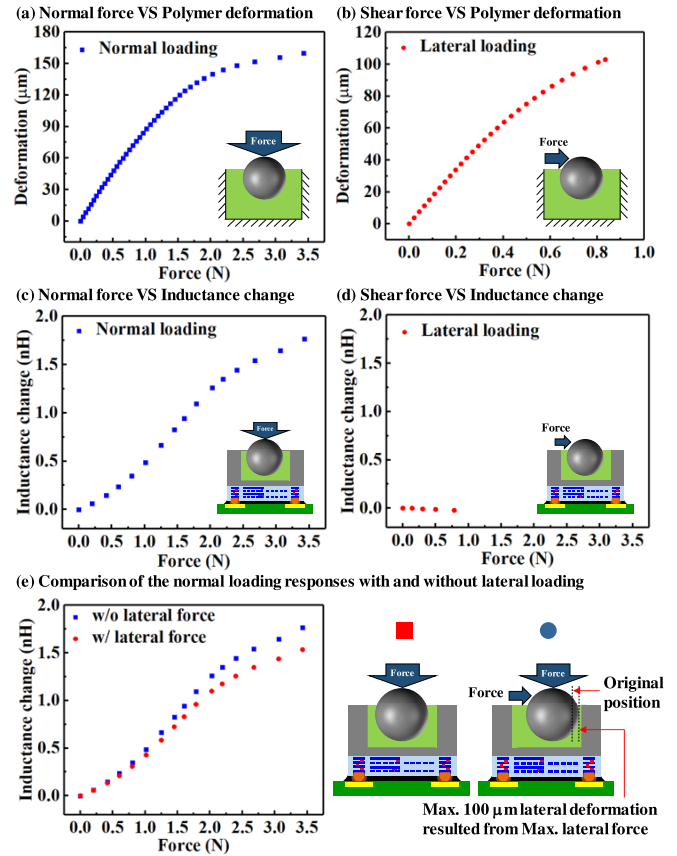 (a) Normal force VS Polymer deformation
180
150
120
90
60
30
0
Deformation (μm)
Normal loading
Force
0.0 0.5 1.0 1.5 2.0 2.5 3.0 3.5
Force (N)
(b) Shear force VS Polymer deformation
120
100
80
60
40
20
0
Deformation (μm)
Lateral loading
Force
0.0 0.2 0.4 0.6 0.8 1.0
Force (N)
(c) Normal force VS Inductance change
2.0
1.5
1.0
0.5
0.0
Inductance change (nH)
Normal loading
Force
0.0 0.5 1.0 1.5 2.0 2.5 3.0 3.5
Force (N)
(d) Shear force VS Inductance change
2.0
1.5
1.0
0.5
0.0
Inductance change (nH)
Lateral loading
Force
0.0 0.5 1.0 1.5 2.0 2.5 3.0 3.5
Force (N)
(e) Comparison of the normal loading responses with and without lateral loading
2.0
1.5
1.0
0.5
0.0
Inductance change (nH)
w/o lateral force
w/ lateral force
0.0 0.5 1.0 1.5 2.0 2.5 3.0 3.5
Force (N)
Force
Force
Force
Original
position
Max. 100 μm lateral deformation
resulted from Max. lateral force